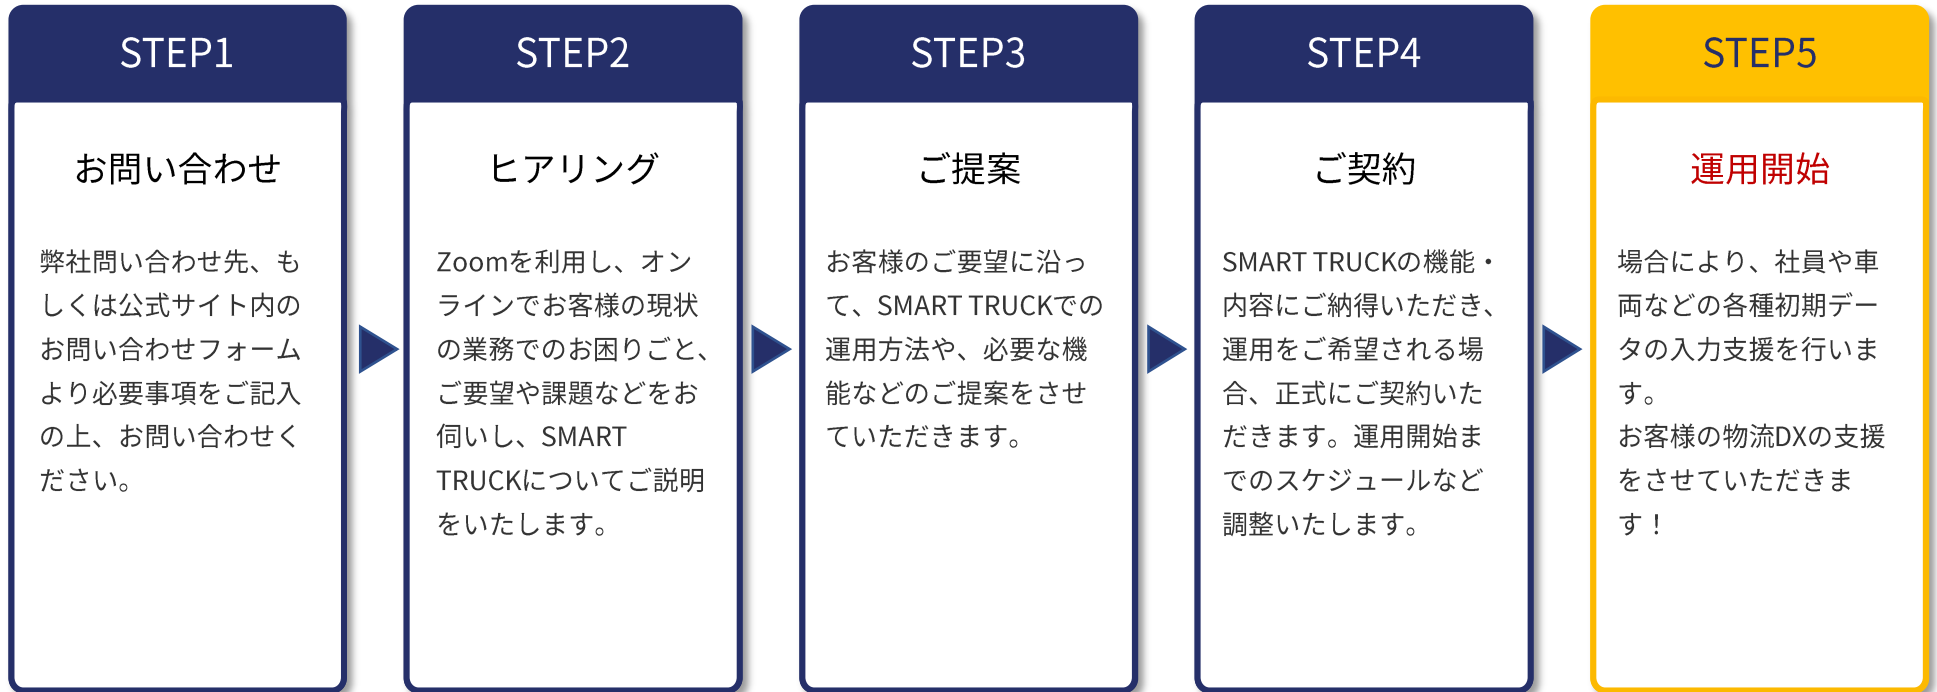 STEP1
お問い合わせ
弊社問い合わせ先、も
しくは公式サイト内の
お問い合わせフォーム
より必要事項をご記入
の上、お問い合わせく
ださい。
STEP2
ヒアリング
Zoomを利用し、オン
ラインでお客様の現状
の業務でのお困りごと、
ご要望や課題などをお
伺いし、SMART
TRUCKについてご説明
をいたします。
STEP3
ご提案
お客様のご要望に沿っ
て、SMART TRUCKでの
運用方法や、必要な機
能などのご提案をさせ
ていただきます。
STEP4
ご契約
SMART TRUCKの機能・
内容にご納得いただき、
運用をご希望される場
合、正式にご契約いた
だきます。運用開始ま
でのスケジュールなど
調整いたします。
STEP5
運用開始
場合により、社員や車
両などの各種初期デー
タの入力支援を行いま
す。
お客様の物流DXの支援
をさせていただきま
す！